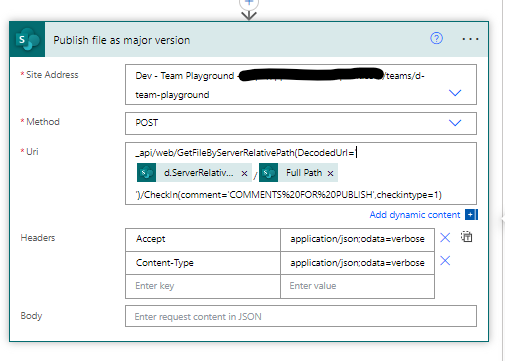 Publish file as major version
* Site Address
Dev - Team Playground - /teams/d-
team-playground
* Method
POST
* Uri
_api/web/GetFileByServerRelativePath(DecodedUrl='
d.ServerRelativ... × / Full Path ×
')/CheckIn(comment='COMMENTS%20FOR%20PUBLISH',checkintype=1)
Add dynamic content
Headers
Accept application/json;odata=verbose
Content-Type application/json;odata=verbose
Enter key Enter value
Body
Enter request content in JSON